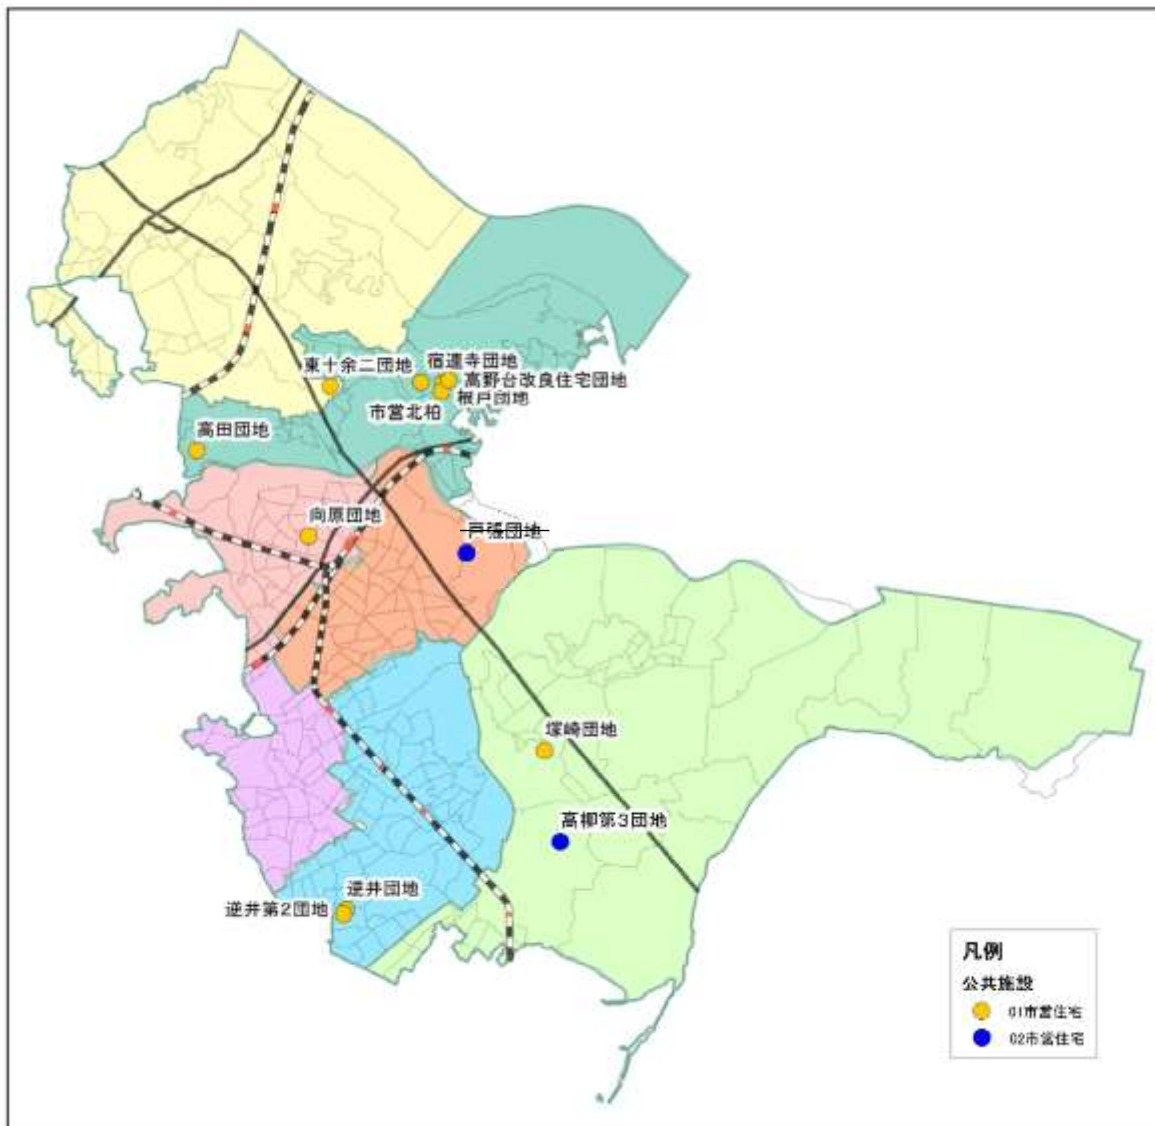 東十余二団地
宿連寺団地
高野台改良住宅団地
根戸団地
市営北柏
高田団地
向原団地
戸張団地
塚崎団地
高柳第3団地
逆井団地
逆井第2団地
凡例
公共施設
01市営住宅
02市営住宅